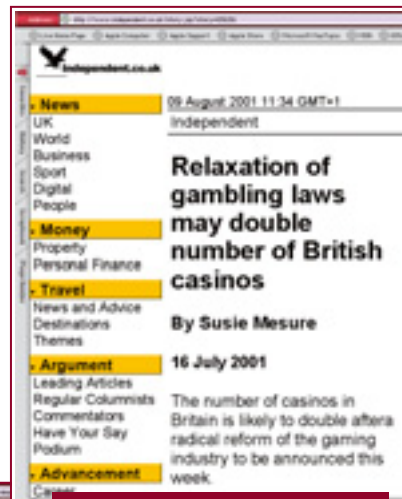 independent.co.uk
News
UK
World
Business
Sport
Digital
People
Money
Property
Personal Finance
Travel
News and Advice
Destinations
Themes
Argument
Leading Articles
Regular Columnists
Commentators
Have Your Say
Podium
Advancement
Career
09 August 2001 11:34 GMT+1
Independent
Relaxation of
gambling laws
may double
number of British
casinos
By Susie Mesure
16 July 2001
The number of casinos in
Britain is likely to double aftera
radical reform of the gaming
industry to be announced this
week.